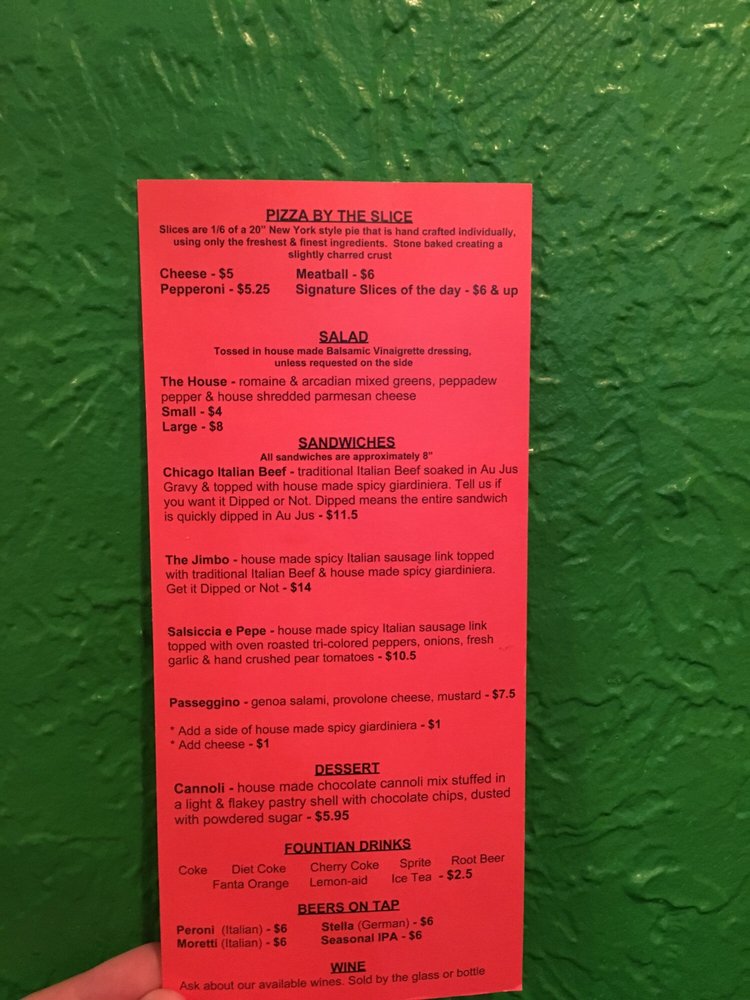 PIZZA BY THE SLICE
Slices are 1/6 of a 20" New York style pie that is hand crafted individually,
using only the freshest & finest ingredients. Stone baked creating a
slightly charred crust
Cheese - $5 Meatball - $6
Pepperoni - $5.25 Signature Slices of the day - $6 & up
SALAD
Tossed in house made Balsamic Vinaigrette dressing,
unless requested on the side
The House - romaine & arcadian mixed greens, peppadew
pepper & house shredded parmesan cheese
Small - $4
Large - $8
SANDWICHES
All sandwiches are approximately 8"
Chicago Italian Beef - traditional Italian Beef soaked in Au Jus
Gravy & topped with house made spicy giardiniera. Tell us if
you want it Dipped or Not. Dipped means the entire sandwich
is quickly dipped in Au Jus - $11.5
The Jimbo - house made spicy Italian sausage link topped
with traditional Italian Beef & house made spicy giardiniera.
Get it Dipped or Not - $14
Salsiccia e Pepe - house made spicy Italian sausage link
topped with oven roasted tri-colored peppers, onions, fresh
garlic & hand crushed pear tomatoes - $10.5
Passeggino - genoa salami, provolone cheese, mustard - $7.5
* Add a side of house made spicy giardiniera - $1
* Add cheese - $1
DESSERT
Cannoli - house made chocolate cannoli mix stuffed in
a light & flakey pastry shell with chocolate chips, dusted
with powdered sugar - $5.95
FOUNTIAN DRINKS
Coke Diet Coke Cherry Coke Sprite Root Beer
Fanta Orange Lemon-aid Ice Tea - $2.5
BEERS ON TAP
Peroni (Italian) - $6 Stella (German) - $6
Moretti (Italian) - $6 Seasonal IPA - $6
WINE
Ask about our available wines. Sold by the glass or bottle